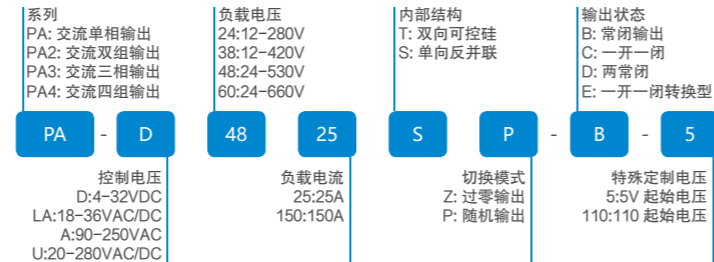 系列
PA: 交流单相输出
PA2: 交流双组输出
PA3: 交流三相输出
PA4: 交流四组输出
负载电压
24:12-280V
38:12-420V
48:24-530V
60:24-660V
内部结构
T: 双向可控硅
S: 单向反并联
输出状态
B: 常闭输出
C: 一开一闭
D: 两常闭
E: 一开一闭转换型
PA - D 48 25 S P - B - 5
控制电压
D:4-32VDC
LA:18-36VAC/DC
A:90-250VAC
U:20-280VAC/DC
负载电流
25:25A
150:150A
切换模式
Z: 过零输出
P: 随机输出
特殊定制电压
5:5V 起始电压
110:110 起始电压